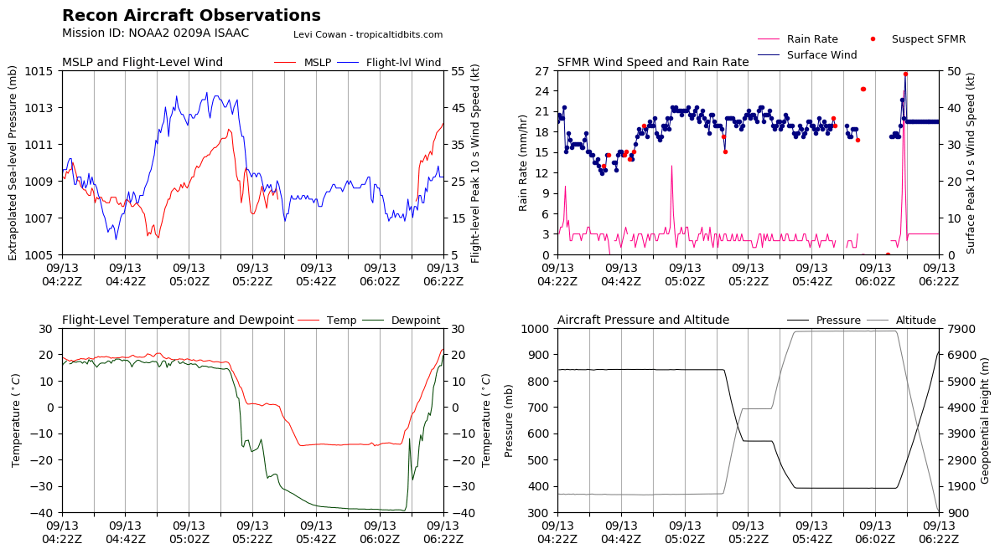 Recon Aircraft Observations
Mission ID: NOAA2 0209A ISAAC
Levi Cowan - tropicaltidbits.com
MSLP and Flight-Level Wind
MSLP
Flight-lvl Wind
Extrapolated Sea-level Pressure (mb)
1015
1013
1011
1009
1007
1005
55
45
35
25
15
5
Flight-level Peak 10 s Wind Speed (kt)
09/13 09/13 09/13 09/13 09/13 09/13 09/13
04:22Z 04:42Z 05:02Z 05:22Z 05:42Z 06:02Z 06:22Z
SFMR Wind Speed and Rain Rate
Rain Rate
Surface Wind
Suspect SFMR
Rain Rate (mm/hr)
27
24
21
18
15
12
9
6
3
0
50
40
30
20
10
0
Surface Peak 10 s Wind Speed (kt)
09/13 09/13 09/13 09/13 09/13 09/13 09/13
04:22Z 04:42Z 05:02Z 05:22Z 05:42Z 06:02Z 06:22Z
Flight-Level Temperature and Dewpoint
Temp
Dewpoint
Temperature (°C)
30
20
10
0
−10
−20
−30
−40
30
20
10
0
−10
−20
−30
−40
Temperature (°C)
09/13 09/13 09/13 09/13 09/13 09/13 09/13
04:22Z 04:42Z 05:02Z 05:22Z 05:42Z 06:02Z 06:22Z
Aircraft Pressure and Altitude
Pressure
Altitude
Pressure (mb)
1000
900
800
700
600
500
400
300
7900
6900
5900
4900
3900
2900
1900
900
Geopotential Height (m)
09/13 09/13 09/13 09/13 09/13 09/13 09/13
04:22Z 04:42Z 05:02Z 05:22Z 05:42Z 06:02Z 06:22Z